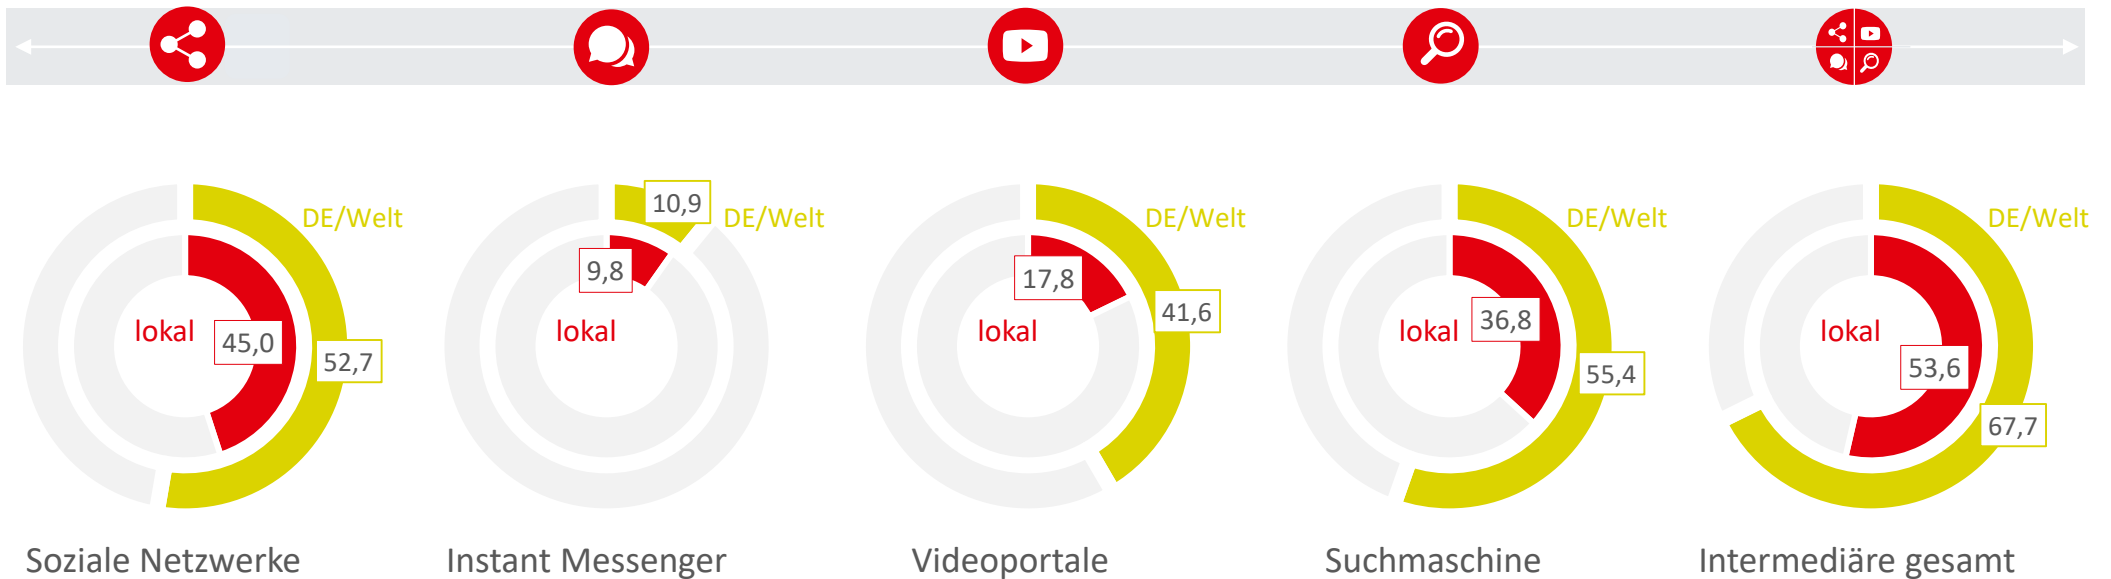 DE/Welt
lokal
45,0
52,7
Soziale Netzwerke
10,9
DE/Welt
9,8
lokal
Instant Messenger
DE/Welt
17,8
41,6
lokal
Videoportale
DE/Welt
36,8
lokal
55,4
Suchmaschine
DE/Welt
lokal
53,6
67,7
Intermediäre gesamt